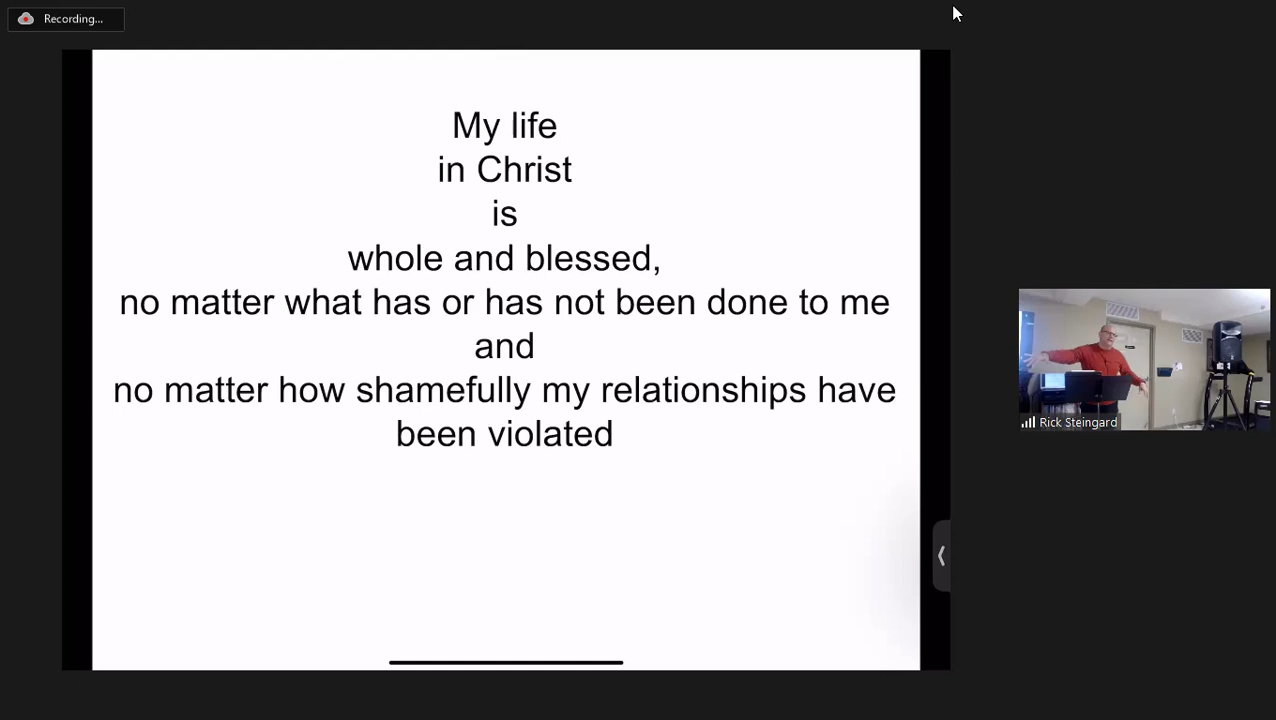 Recording...
My life
in Christ
is
whole and blessed,
no matter what has or has not been done to me
and
no matter how shamefully my relationships have
been violated
Rick Steingard